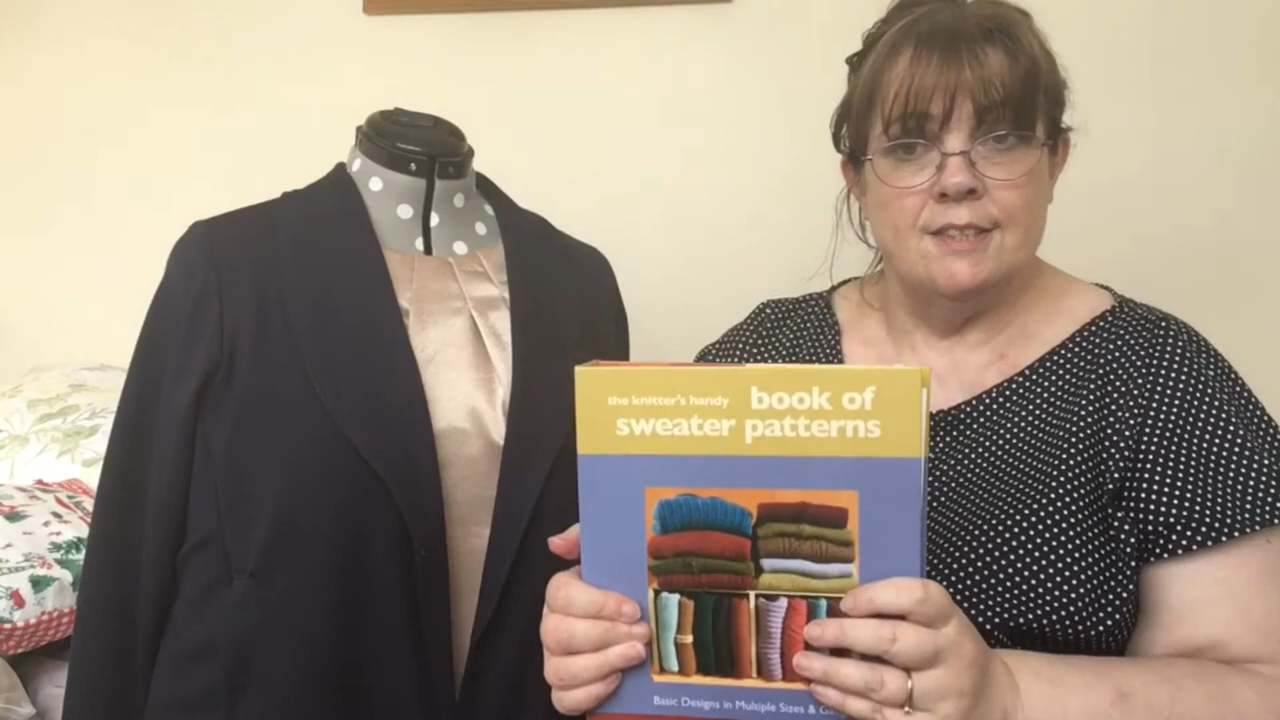 the knitter's handy book of
sweater patterns
Basic Designs in Multiple Sizes &